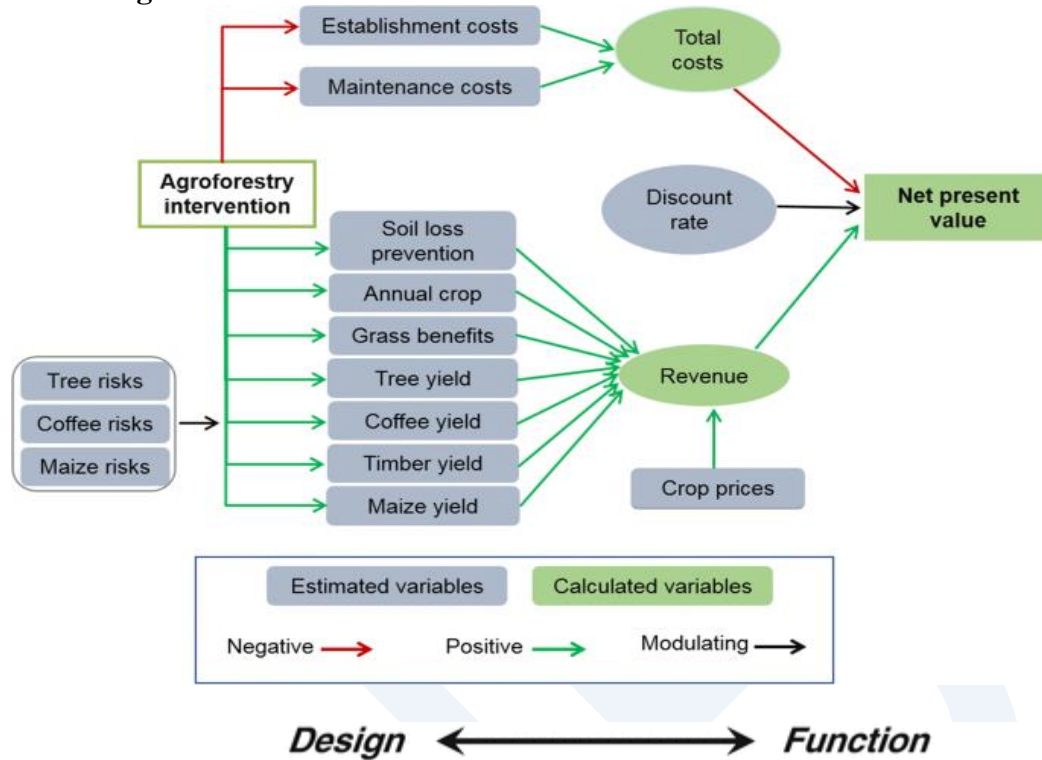 Establishment costs
Maintenance costs
Total
costs
Agroforestry
intervention
Discount
rate
Net present
value
Soil loss
prevention
Annual crop
Grass benefits
Tree yield
Coffee yield
Timber yield
Maize yield
Tree risks
Coffee risks
Maize risks
Revenue
Crop prices
Estimated variables
Calculated variables
Negative
Positive
Modulating
Design
Function